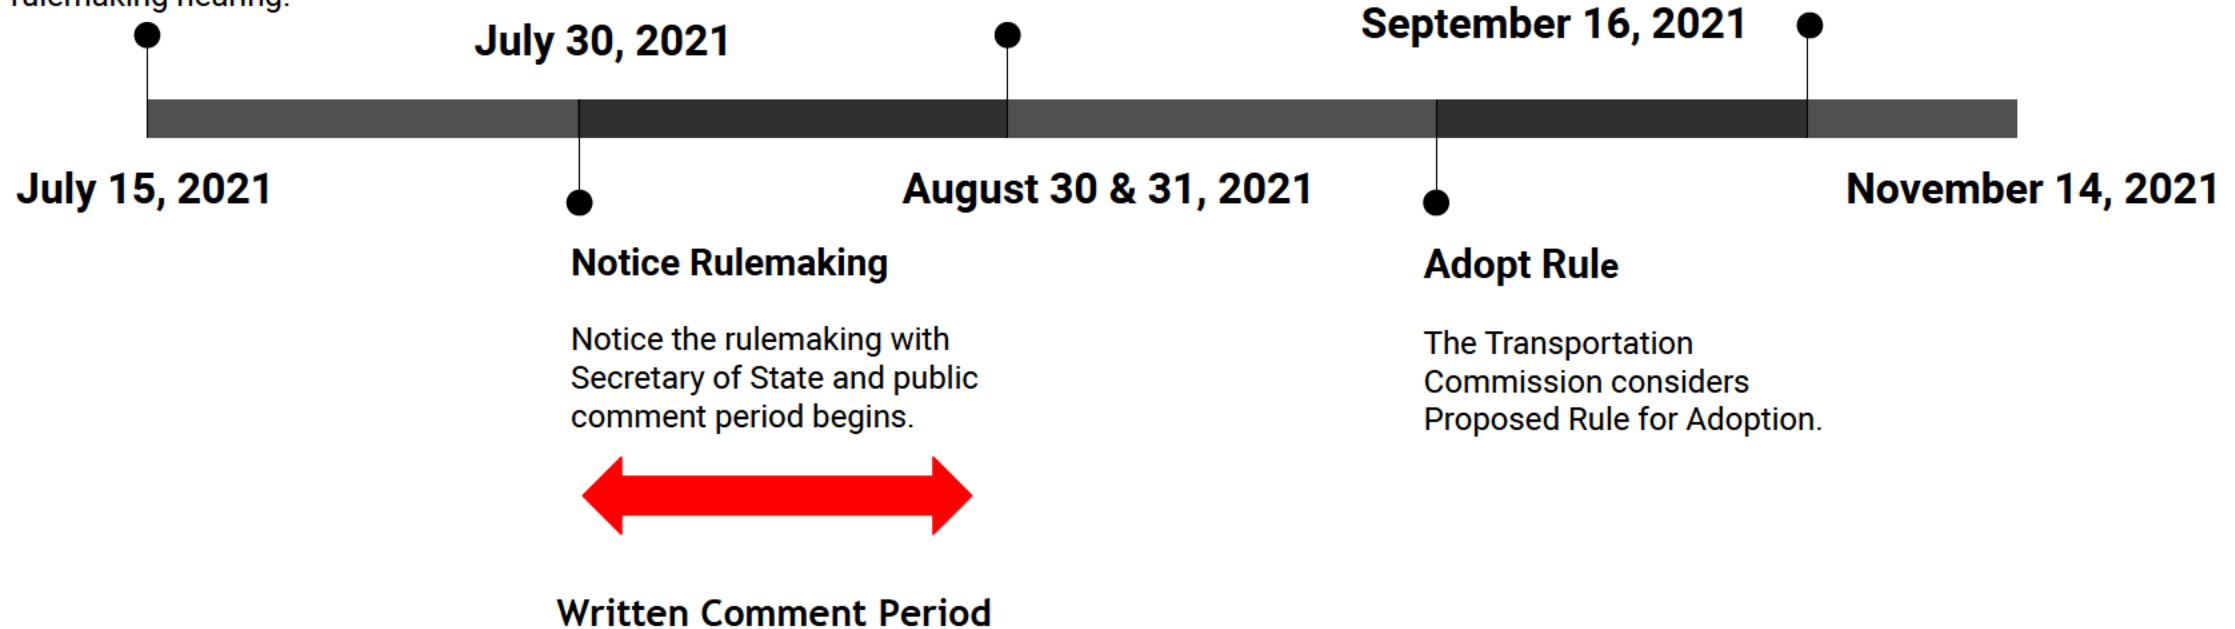 rulemaking hearing.
July 30, 2021
September 16, 2021
July 15, 2021
August 30 & 31, 2021
November 14, 2021
Notice Rulemaking
Notice the rulemaking with
Secretary of State and public
comment period begins.
Adopt Rule
The Transportation
Commission considers
Proposed Rule for Adoption.
Written Comment Period